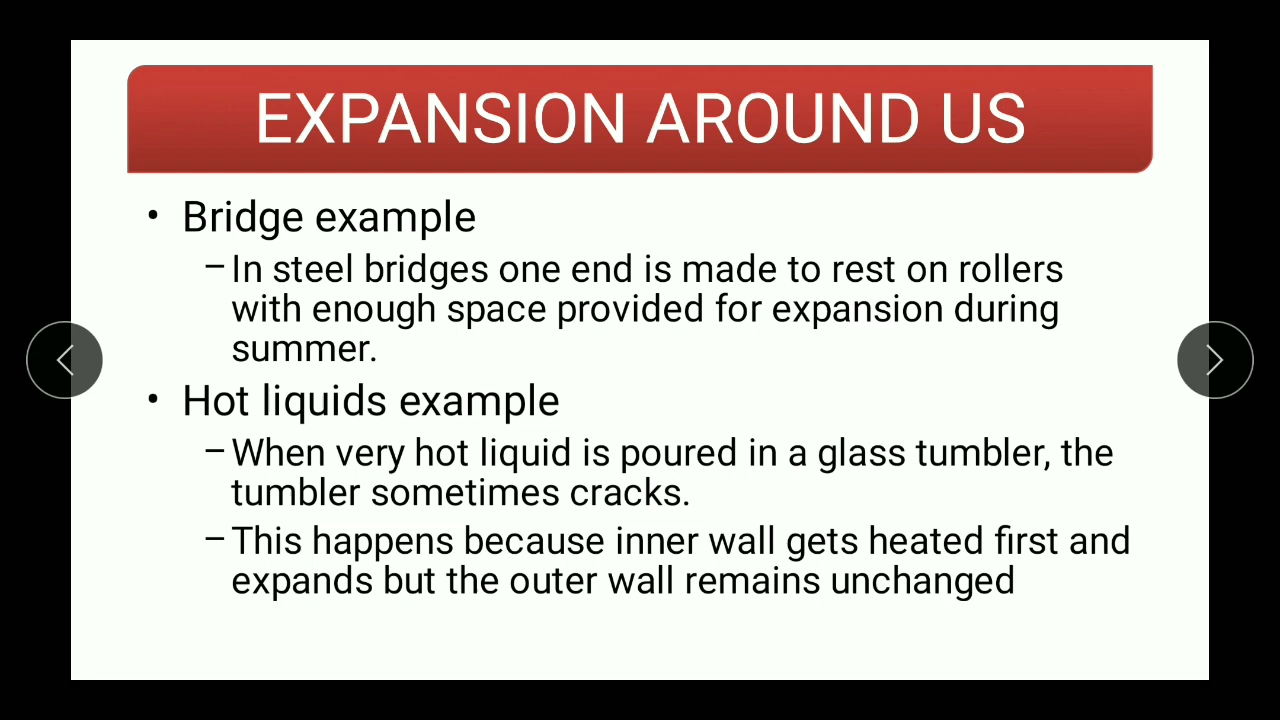 EXPANSION AROUND US
• Bridge example
–In steel bridges one end is made to rest on rollers
with enough space provided for expansion during
summer.
• Hot liquids example
–When very hot liquid is poured in a glass tumbler, the
tumbler sometimes cracks.
–This happens because inner wall gets heated first and
expands but the outer wall remains unchanged